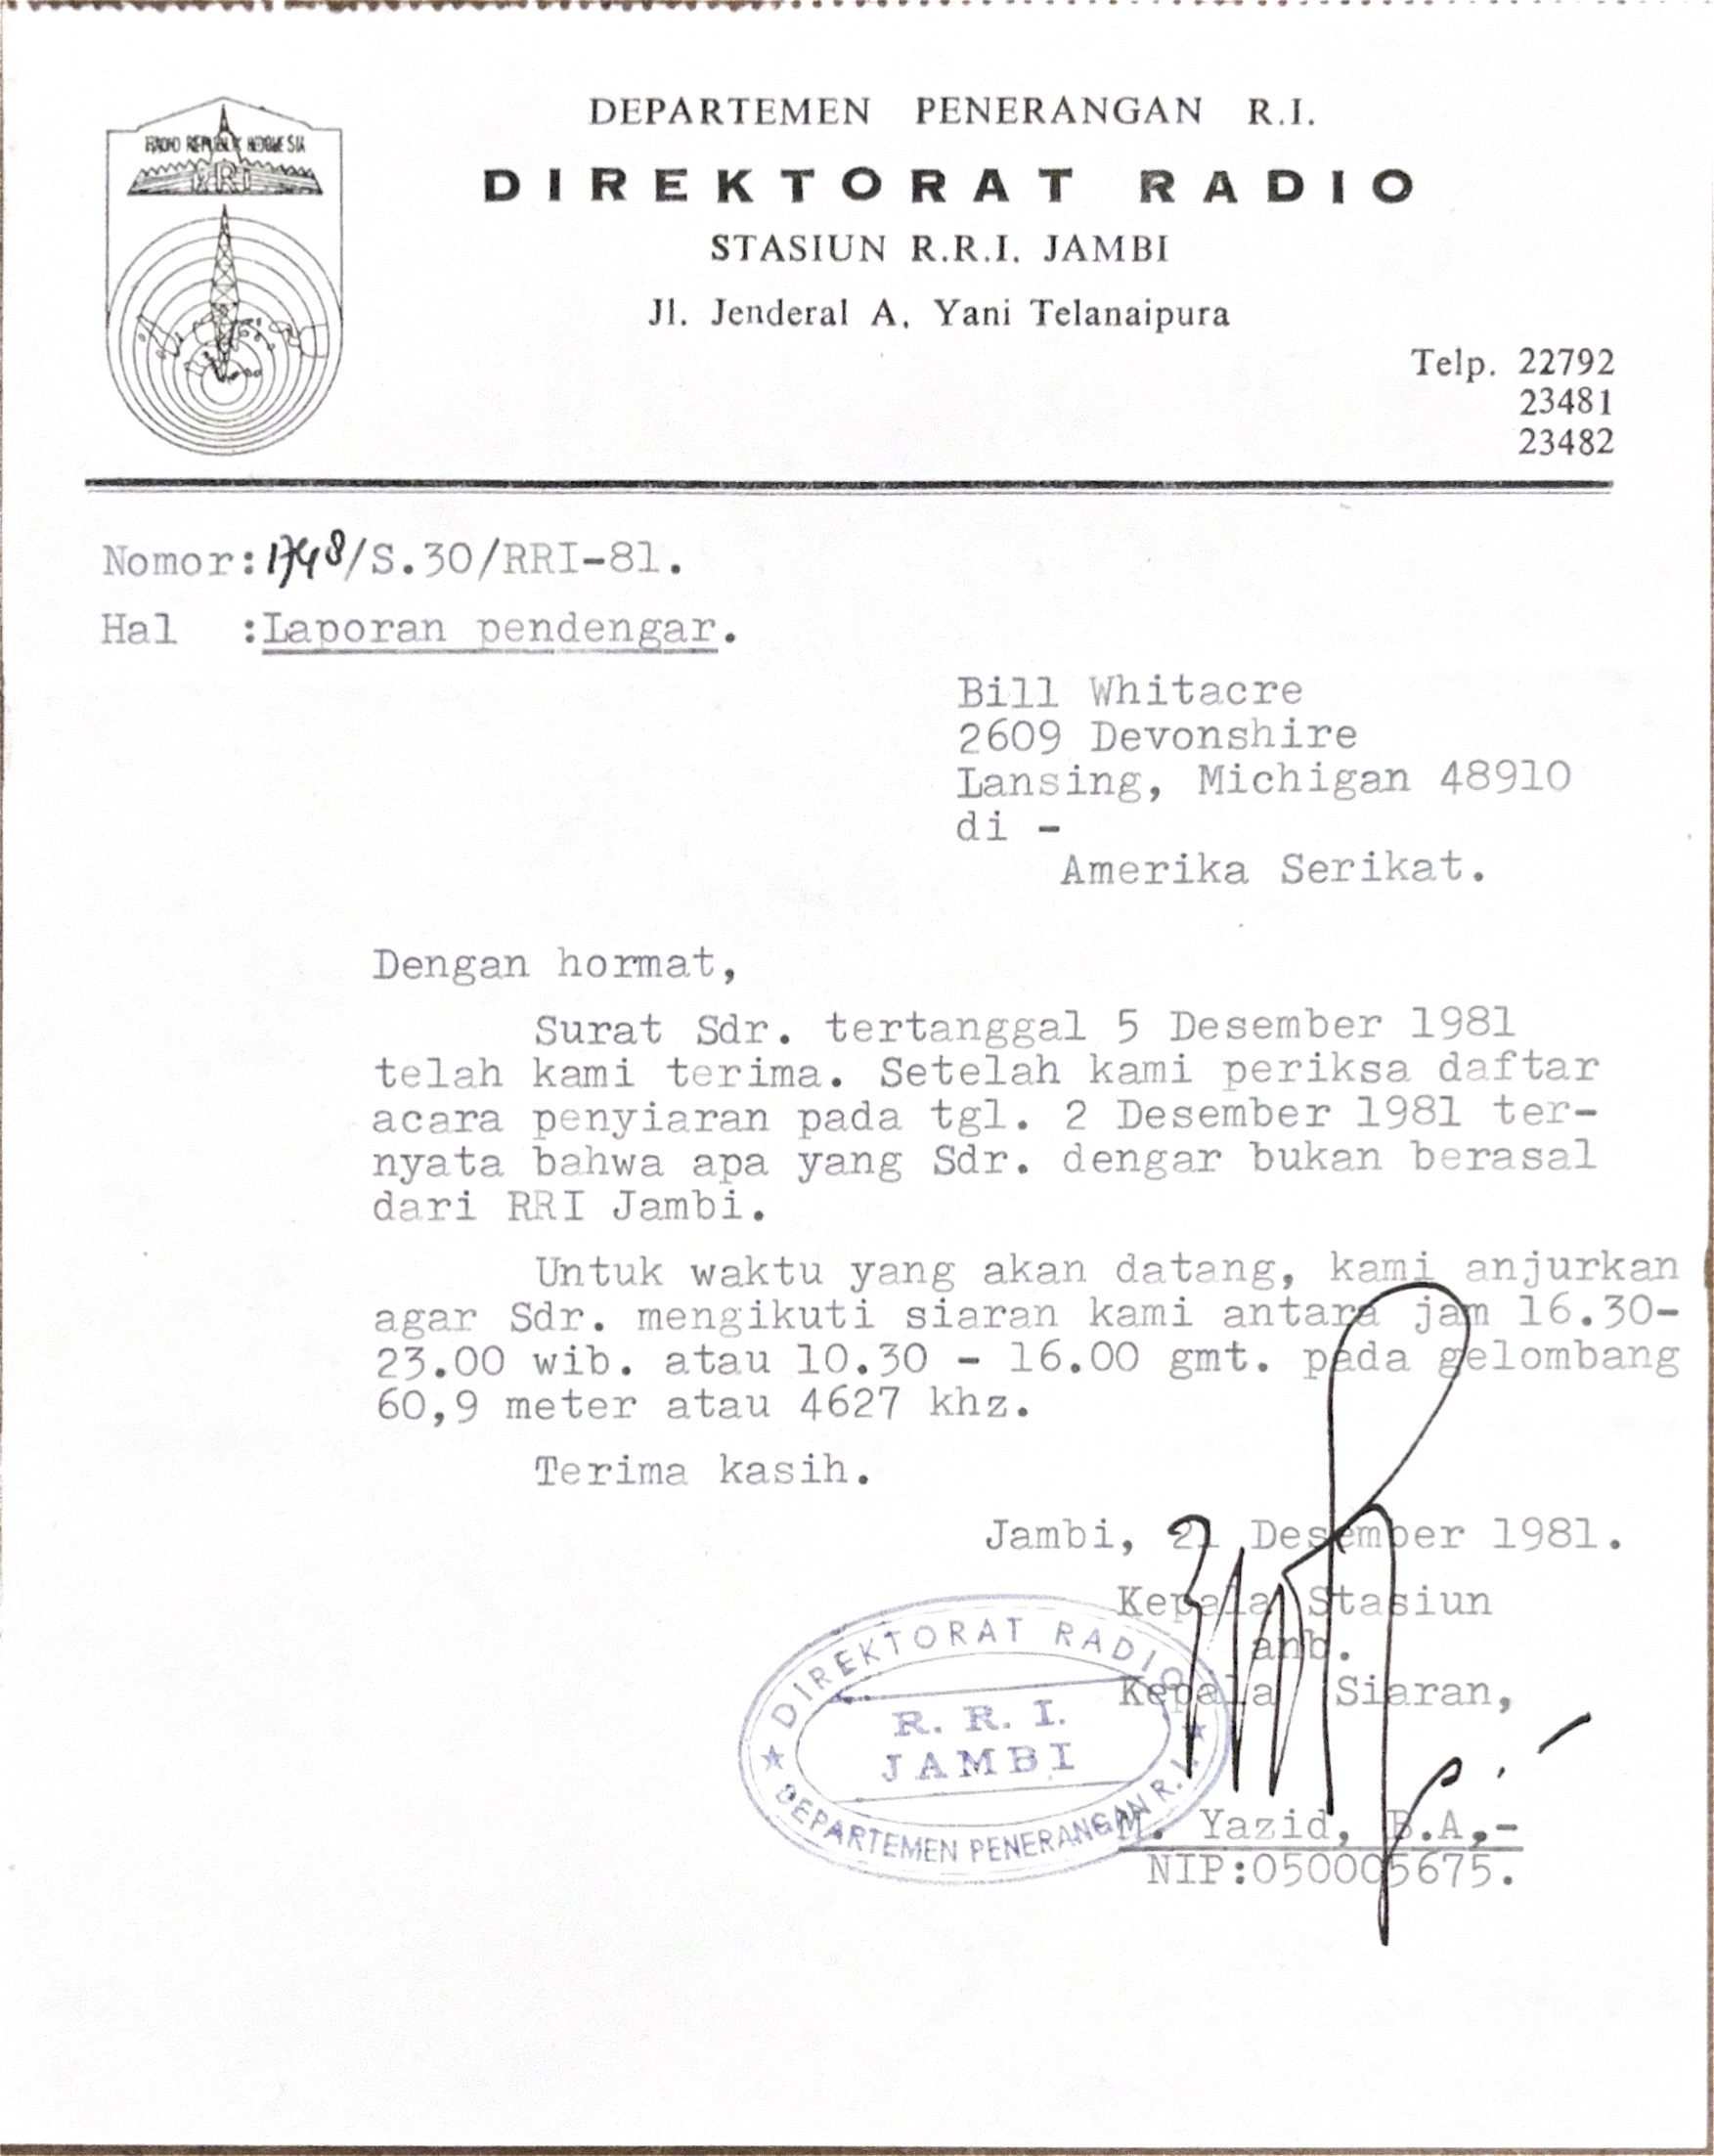 RADIO REPUBLIK INDONESIA
RRI
DEPARTEMEN PENERANGAN R.I.
DIREKTORAT RADIO
STASIUN R.R.I. JAMBI
Jl. Jenderal A. Yani Telanaipura
Telp. 22792
23481
23482
Nomor:1748/S.30/RRI-81.
Hal :Laporan pendengar.
Bill Whitacre
2609 Devonshire
Lansing, Michigan 48910
di -
Amerika Serikat.
Dengan hormat,
Surat Sdr. tertanggal 5 Desember 1981
telah kami terima. Setelah kami periksa daftar
acara penyiaran pada tgl. 2 Desember 1981 ter-
nyata bahwa apa yang Sdr. dengar bukan berasal
dari RRI Jambi.
Untuk waktu yang akan datang, kami anjurkan
agar Sdr. mengikuti siaran kami antara jam 16.30-
23.00 wib. atau 10.30 - 16.00 gmt. pada gelombang
60,9 meter atau 4627 khz.
Terima kasih.
Jambi, 21 Desember 1981.
Kepala Stasiun
anb.
Kepala Siaran,
DIREKTORAT RADIO
R. R. I.
JAMBI
DEPARTEMEN PENERANGAN R.I.
M. Yazid, B.A,-
NIP:050005675.